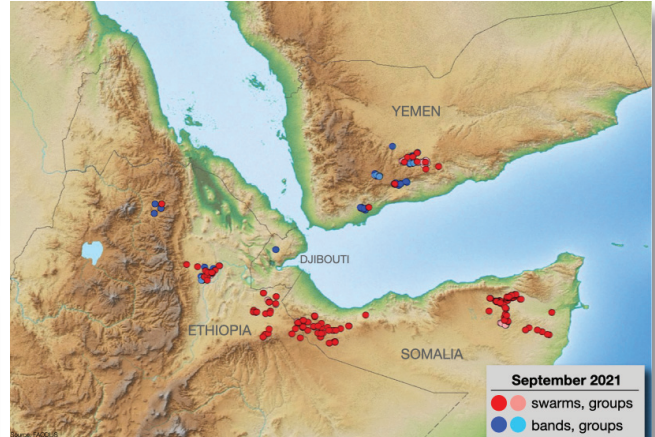 YEMEN
DJIBOUTI
ETHIOPIA
SOMALIA
September 2021
swarms, groups
bands, groups